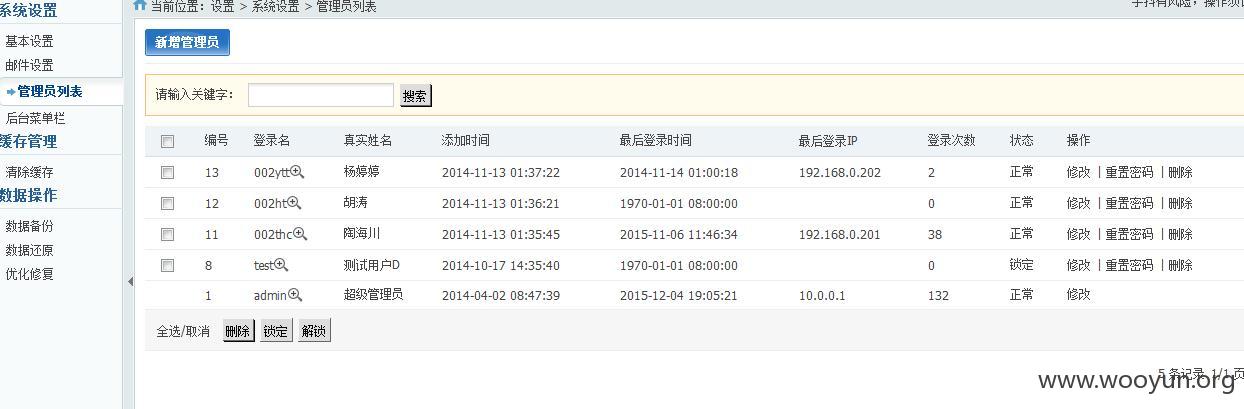 系统设置
基本设置
邮件设置
管理员列表
后台菜单栏
缓存管理
清除缓存
数据操作
数据备份
数据还原
优化修复
当前位置：设置 > 系统设置 > 管理员列表
手抖有风险，操作须
新增管理员
请输入关键字： 搜索
编号 登录名 真实姓名 添加时间 最后登录时间 最后登录IP 登录次数 状态 操作
13 002ytt 杨婷婷 2014-11-13 01:37:22 2014-11-14 01:00:18 192.168.0.202 2 正常 修改 | 重置密码 | 删除
12 002ht 胡涛 2014-11-13 01:36:21 1970-01-01 08:00:00 0 正常 修改 | 重置密码 | 删除
11 002thc 陶海川 2014-11-13 01:35:45 2015-11-06 11:46:34 192.168.0.201 38 正常 修改 | 重置密码 | 删除
8 test 测试用户D 2014-10-17 14:35:40 1970-01-01 08:00:00 0 锁定 修改 | 重置密码 | 删除
1 admin 超级管理员 2014-04-02 08:47:39 2015-12-04 19:05:21 10.0.0.1 132 正常 修改
全选/取消 删除 锁定 解锁
5 条记录 1/1 页
www.wooyun.org